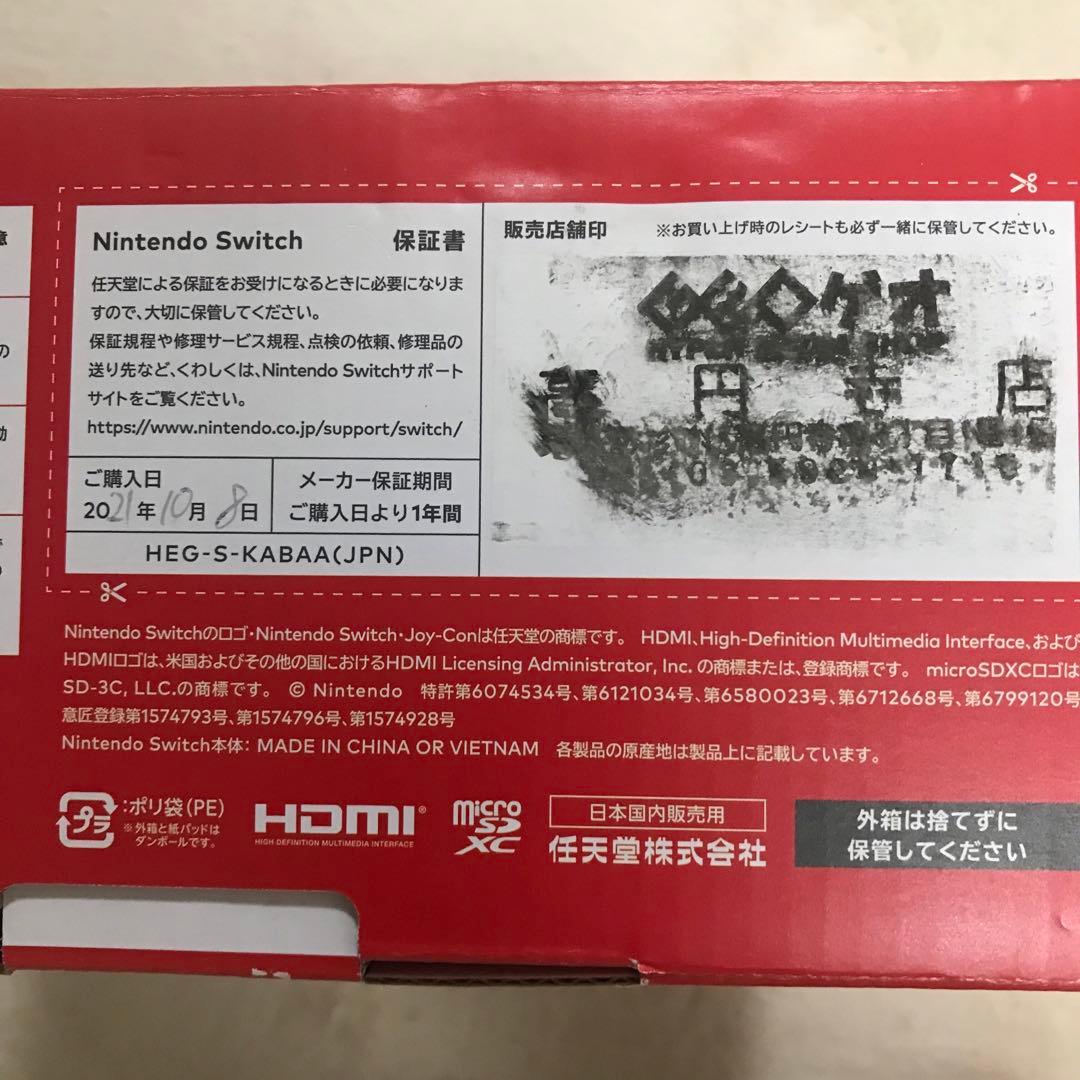 意
の
動
Nintendo Switch 保証書
任天堂による保証をお受けになるときに必要になりま
すので、大切に保管してください。
保証規程や修理サービス規程、点検の依頼、修理品の
送り先など、くわしくは、Nintendo Switchサポート
サイトをご覧ください。
https://www.nintendo.co.jp/support/switch/
ご購入日
2021年10月8日
メーカー保証期間
ご購入日より1年間
HEG-S-KABAA(JPN)
販売店舗印 ※お買い上げ時のレシートも必ず一緒に保管してください。
ゲオ
高円寺店
Nintendo Switchのロゴ・Nintendo Switch・Joy-Conは任天堂の商標です。 HDMI、High-Definition Multimedia Interface、および
HDMIロゴは、米国およびその他の国におけるHDMI Licensing Administrator, Inc. の商標または、登録商標です。 microSDXCロゴは
SD-3C, LLC.の商標です。 © Nintendo 特許第6074534号、第6121034号、第6580023号、第6712668号、第6799120号
意匠登録第1574793号、第1574796号、第1574928号
Nintendo Switch本体: MADE IN CHINA OR VIETNAM 各製品の原産地は製品上に記載しています。
プラ
:ポリ袋(PE)
※外箱と紙パッドは
ダンボールです。
HDMI®
HIGH-DEFINITION MULTIMEDIA INTERFACE
micro
SD
XC
日本国内販売用
任天堂株式会社
外箱は捨てずに
保管してください